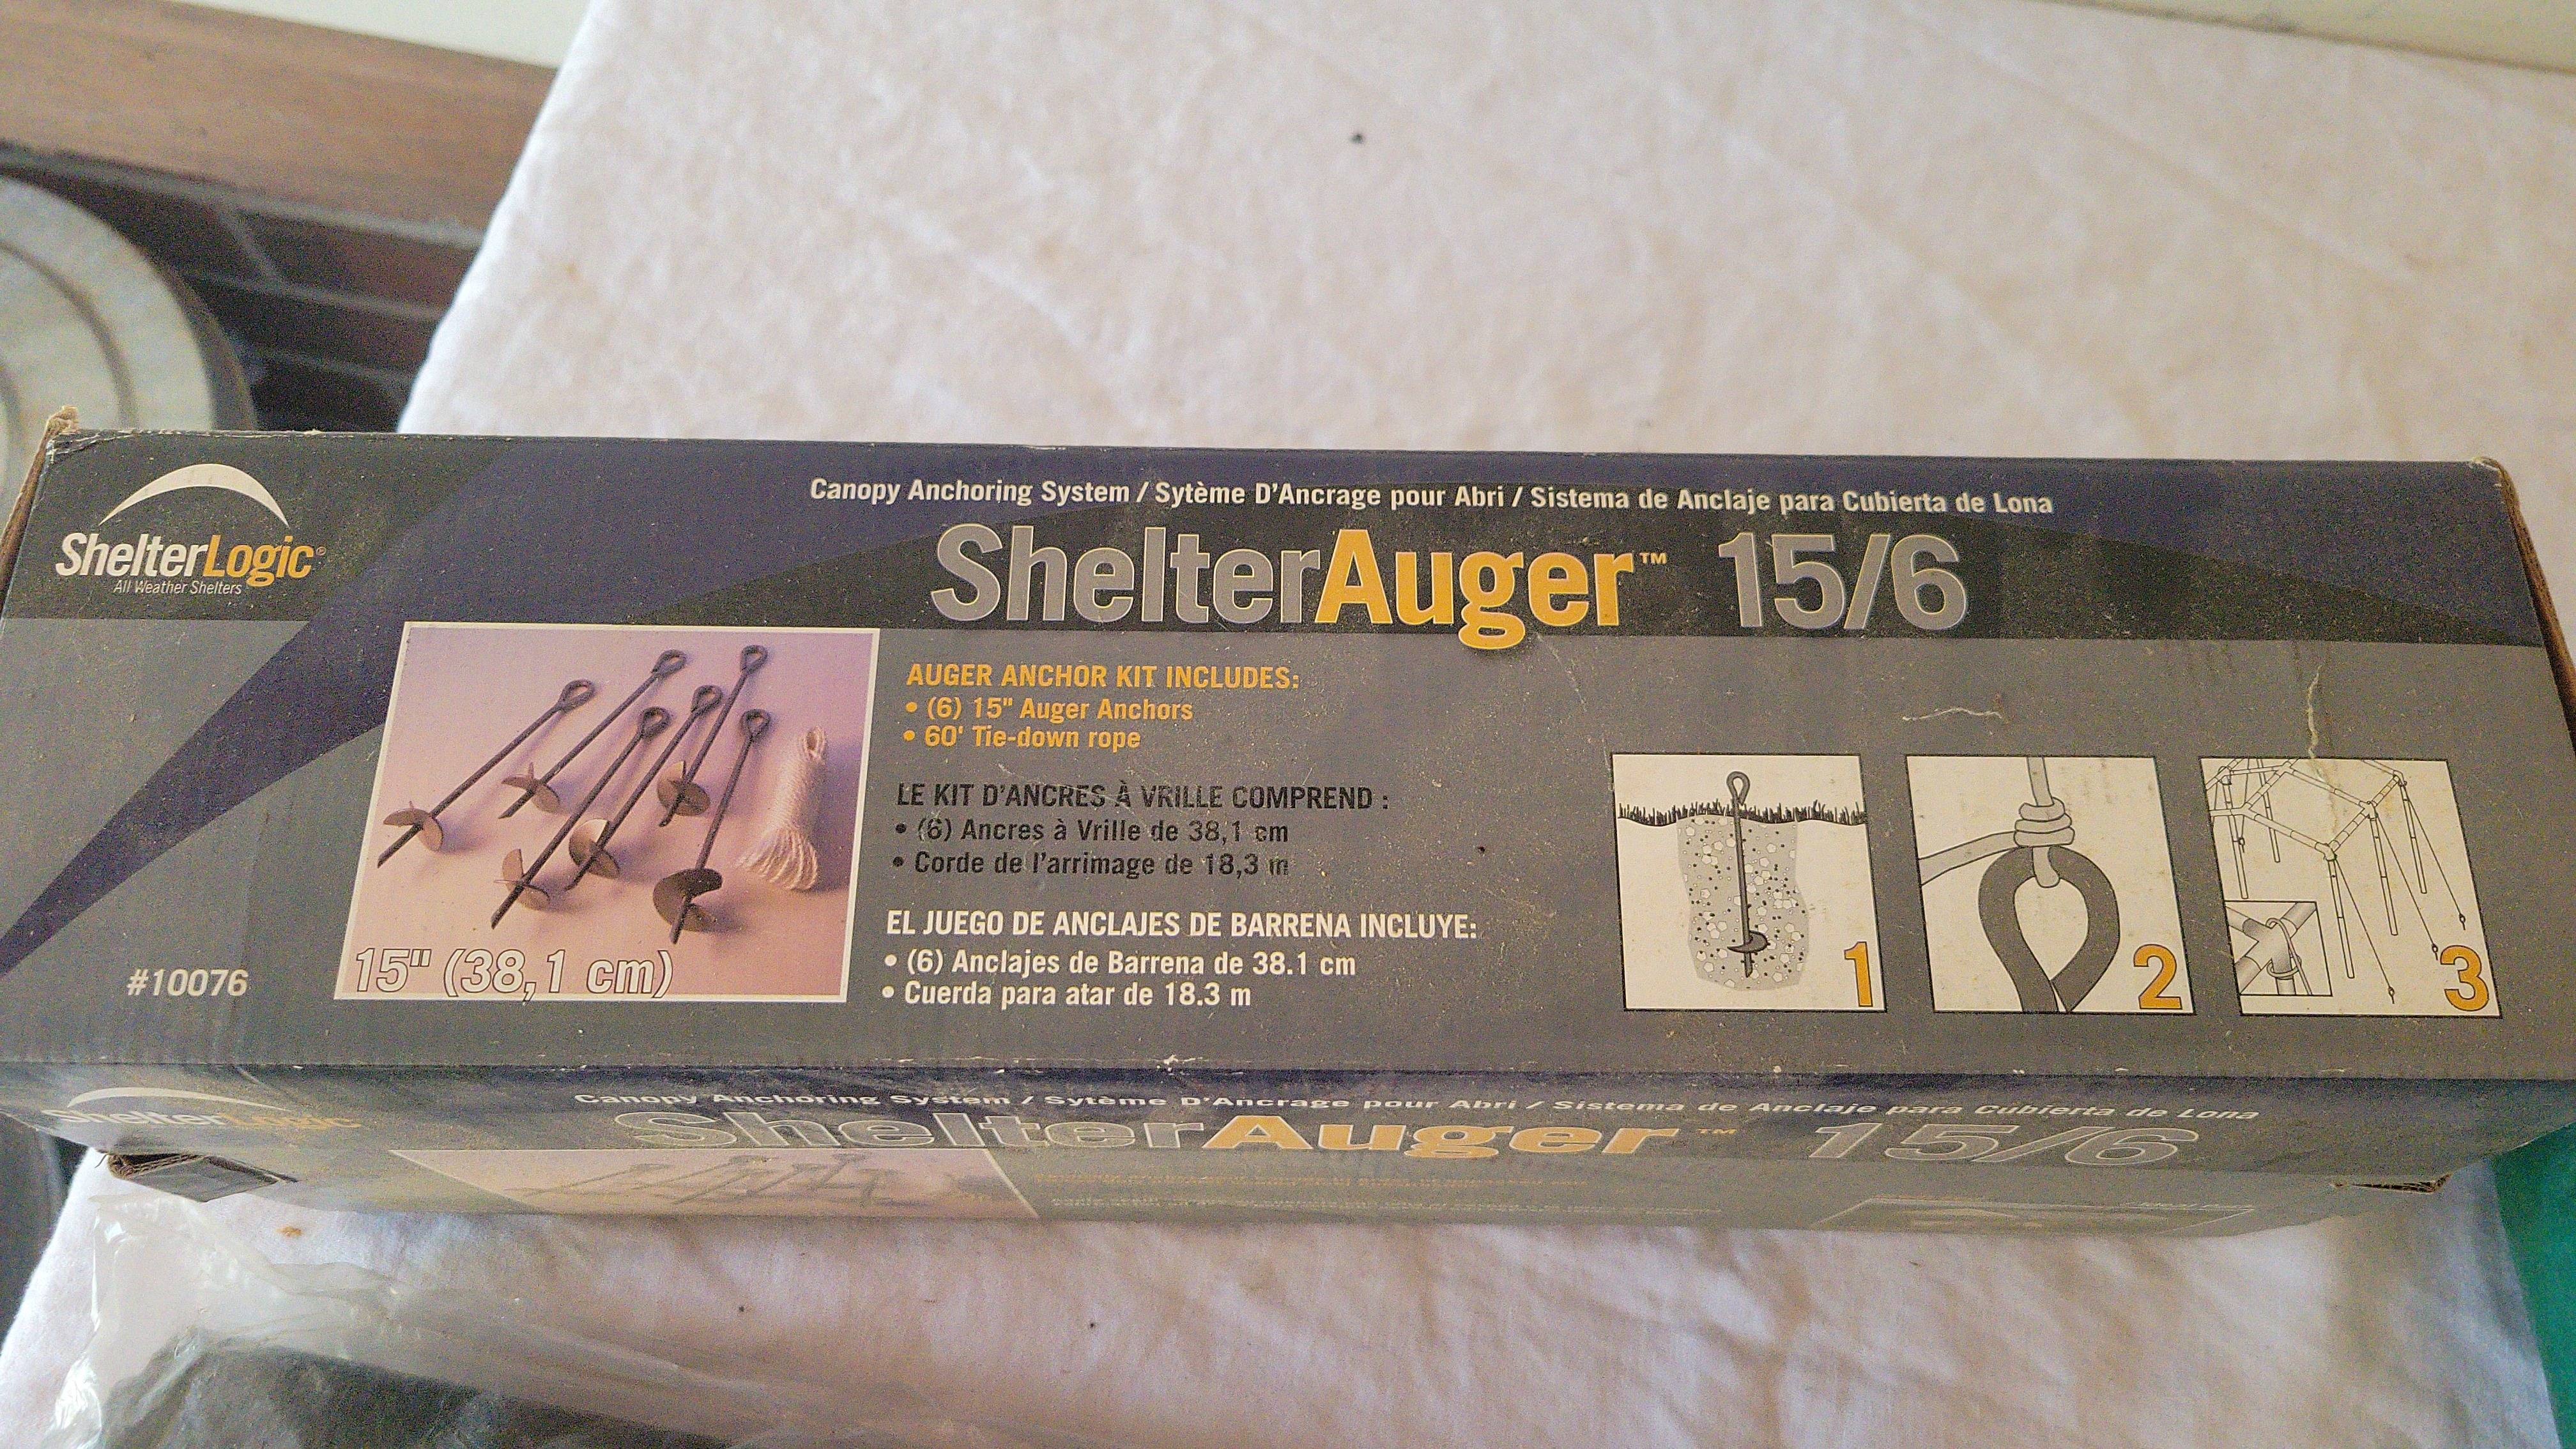 Canopy Anchoring System / Sytème D'Ancrage pour Abri / Sistema de Anclaje para Cubierta de Lona
ShelterLogic®
All Weather Shelters
ShelterAuger™ 15/6
AUGER ANCHOR KIT INCLUDES:
• (6) 15" Auger Anchors
• 60' Tie-down rope
LE KIT D'ANCRES À VRILLE COMPREND :
• (6) Ancres à Vrille de 38,1 cm
• Corde de l'arrimage de 18,3 m
EL JUEGO DE ANCLAJES DE BARRENA INCLUYE:
• (6) Anclajes de Barrena de 38.1 cm
• Cuerda para atar de 18.3 m
15" (38,1 cm)
#10076
1
2
3
Canopy Anchoring System / Sytème D'Ancrage pour Abri / Sistema de Anclaje para Cubierta de Lona
ShelterLogic
ShelterAuger™ 15/6